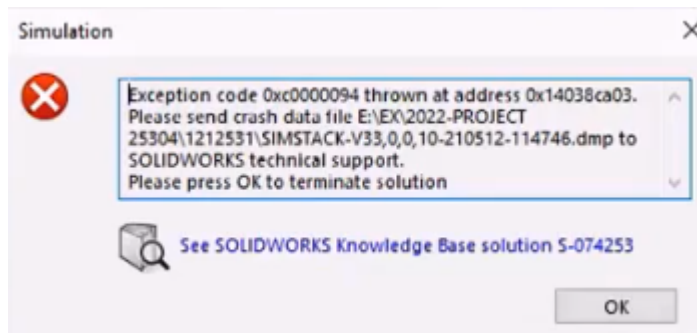 Simulation
Exception code 0xc0000094 thrown at address 0x14038ca03.
Please send crash data file E:\EX\2022-PROJECT
25304\1212531\SIMSTACK-V33,0,0,10-210512-114746.dmp to
SOLIDWORKS technical support.
Please press OK to terminate solution
See SOLIDWORKS Knowledge Base solution S-074253
OK